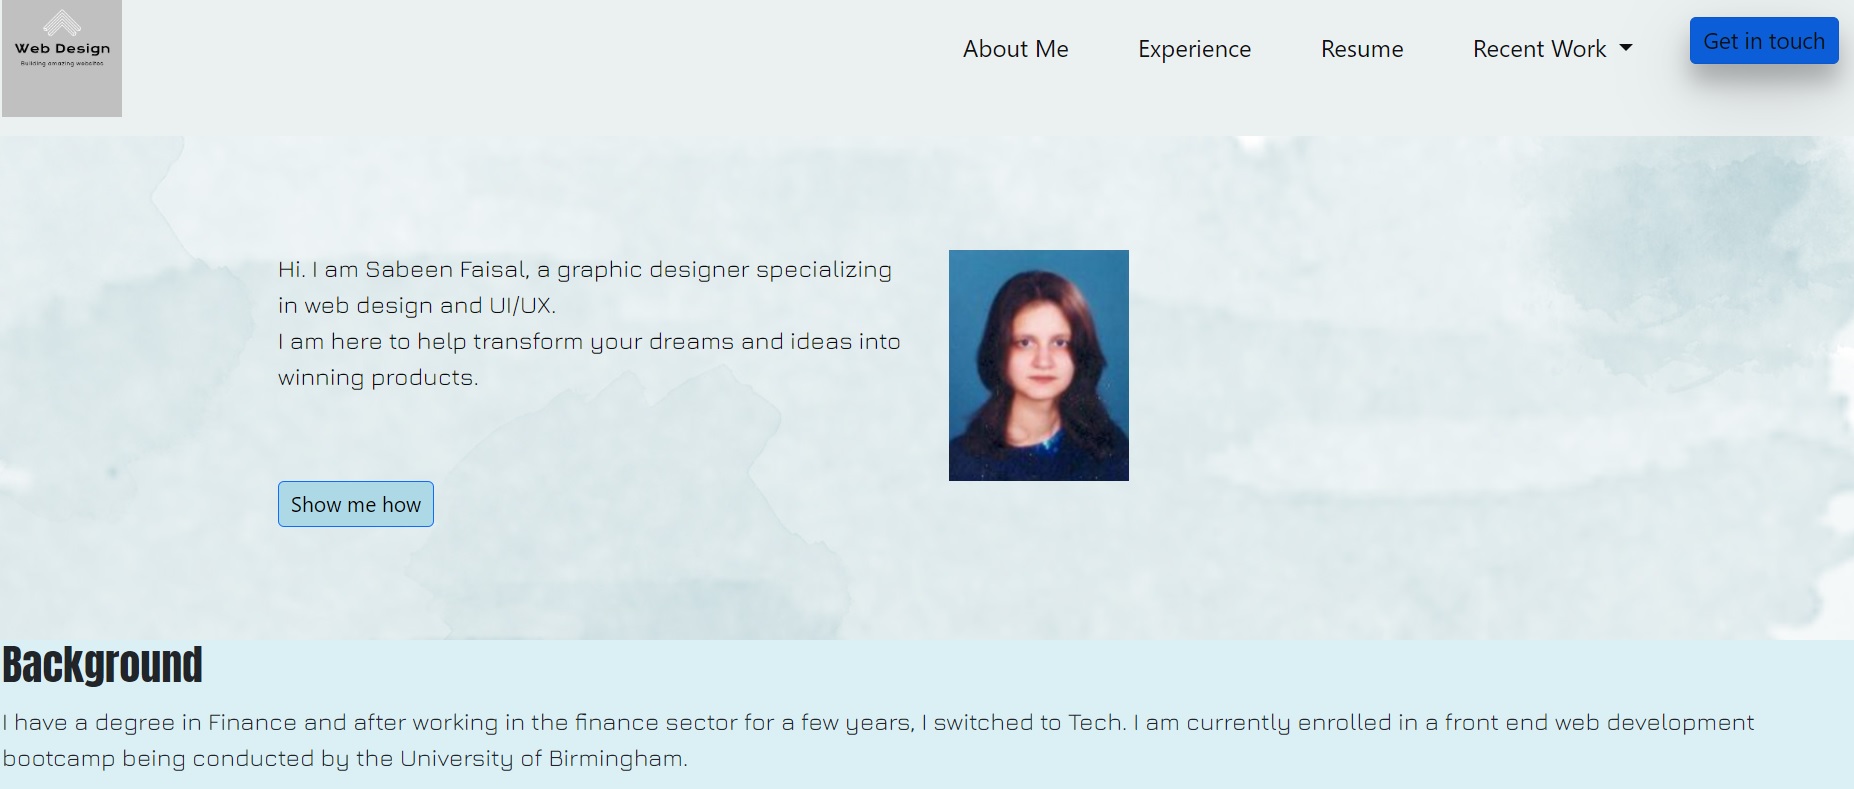 Web Design
Building amazing websites
About Me
Experience
Resume
Recent Work
Get in touch
Hi. I am Sabeen Faisal, a graphic designer specializing
in web design and UI/UX.
I am here to help transform your dreams and ideas into
winning products.
Show me how
Background
I have a degree in Finance and after working in the finance sector for a few years, I switched to Tech. I am currently enrolled in a front end web development
bootcamp being conducted by the University of Birmingham.